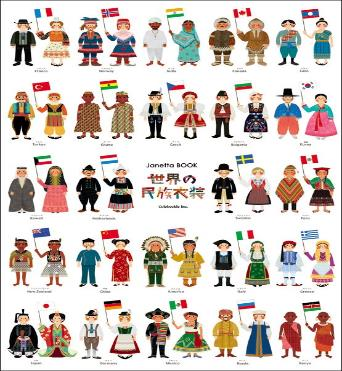 France
Norway
India
Canada
Laos
Turkey
Ghana
Czech
Bulgaria
Korea
Janetta BOOK
世界の
民族衣装
Kuwait
Netherlands
Sweden
Peru
New Zealand
China
America
Italy
Greece
Japan
Germany
Mexico
Russia
Kenya